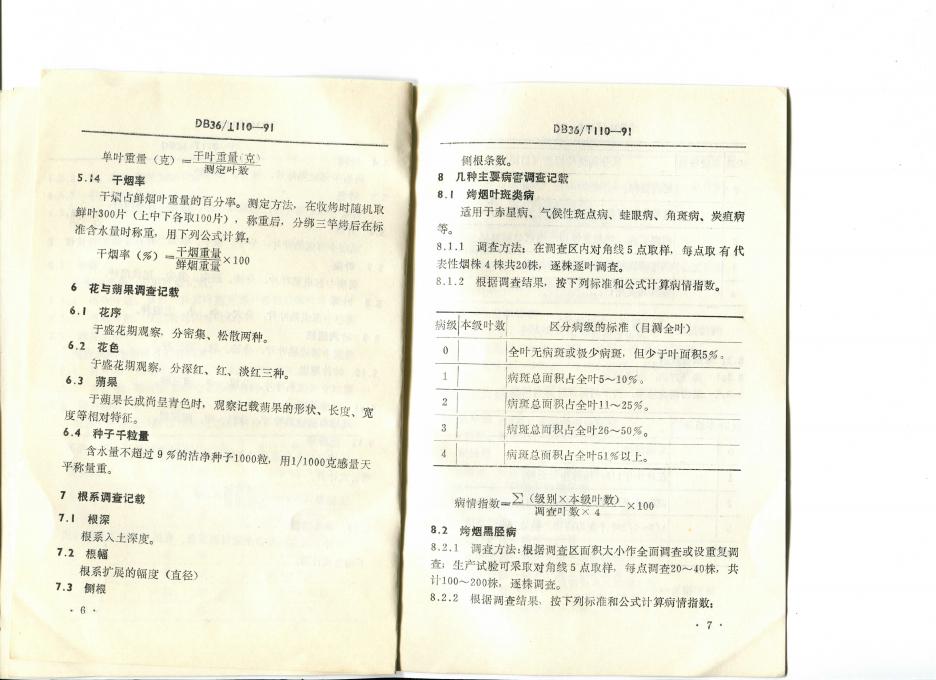 DB36/T110—91
单叶重量（克）=干叶重量（克）/测定叶数
5.14 干烟率
干烟占鲜烟叶重量的百分率。测定方法，在收烤时随机取
鲜叶300片（上中下各取100片），称重后，分绑三竿烤后在标
准含水量时称重，用下列公式计算：
干烟率（%）=干烟重量/鲜烟重量×100
6 花与蒴果调查记载
6.1 花序
于盛花期观察，分密集、松散两种。
6.2 花色
于盛花期观察，分深红、红、淡红三种。
6.3 蒴果
于蒴果长成尚呈青色时，观察记载蒴果的形状、长度、宽
度等相对特征。
6.4 种子千粒量
含水量不超过9%的洁净种子1000粒，用1/1000克感量天
平称量重。
7 根系调查记载
7.1 根深
根系入土深度。
7.2 根幅
根系扩展的幅度（直径）
7.3 侧根
·6·
DB36/T110—91
侧根条数。
8 几种主要病害调查记载
8.1 烤烟叶斑类病
适用于赤星病、气候性斑点病、蛙眼病、角斑病、炭疽病
等。
8.1.1 调查方法：在调查区内对角线5点取样，每点取有代
表性烟株4株共20株，逐株逐叶调查。
8.1.2 根据调查结果，按下列标准和公式计算病情指数。
病级 本级叶数 区分病级的标准（目测全叶）
0 全叶无病斑或极少病斑，但少于叶面积5%。
1 病斑总面积占全叶5～10%。
2 病斑总面积占全叶11～25%。
3 病斑总面积占全叶26～50%。
4 病斑总面积占全叶51%以上。
病情指数=∑（级别×本级叶数）/调查叶数×4×100
8.2 烤烟黑胫病
8.2.1 调查方法：根据调查区面积大小作全面调查或设重复调
查；生产试验可采取对角线5点取样，每点调查20～40株，共
计100～200株，逐株调查。
8.2.2 根据调查结果，按下列标准和公式计算病情指数：
·7·